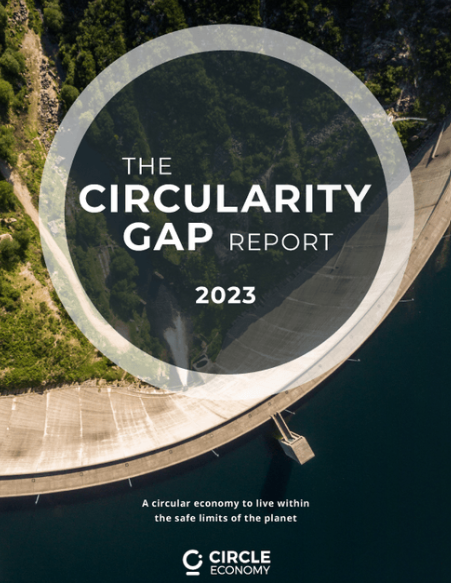 THE
CIRCULARITY
GAP REPORT
2023
A circular economy to live within
the safe limits of the planet
CIRCLE
ECONOMY